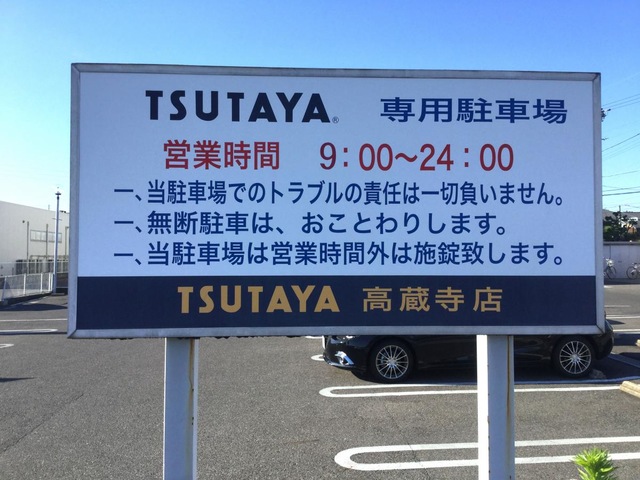 TSUTAYA® 専用駐車場
営業時間 9:00〜24:00
一、当駐車場でのトラブルの責任は一切負いません。
一、無断駐車は、おことわりします。
一、当駐車場は営業時間外は施錠致します。
TSUTAYA 高蔵寺店